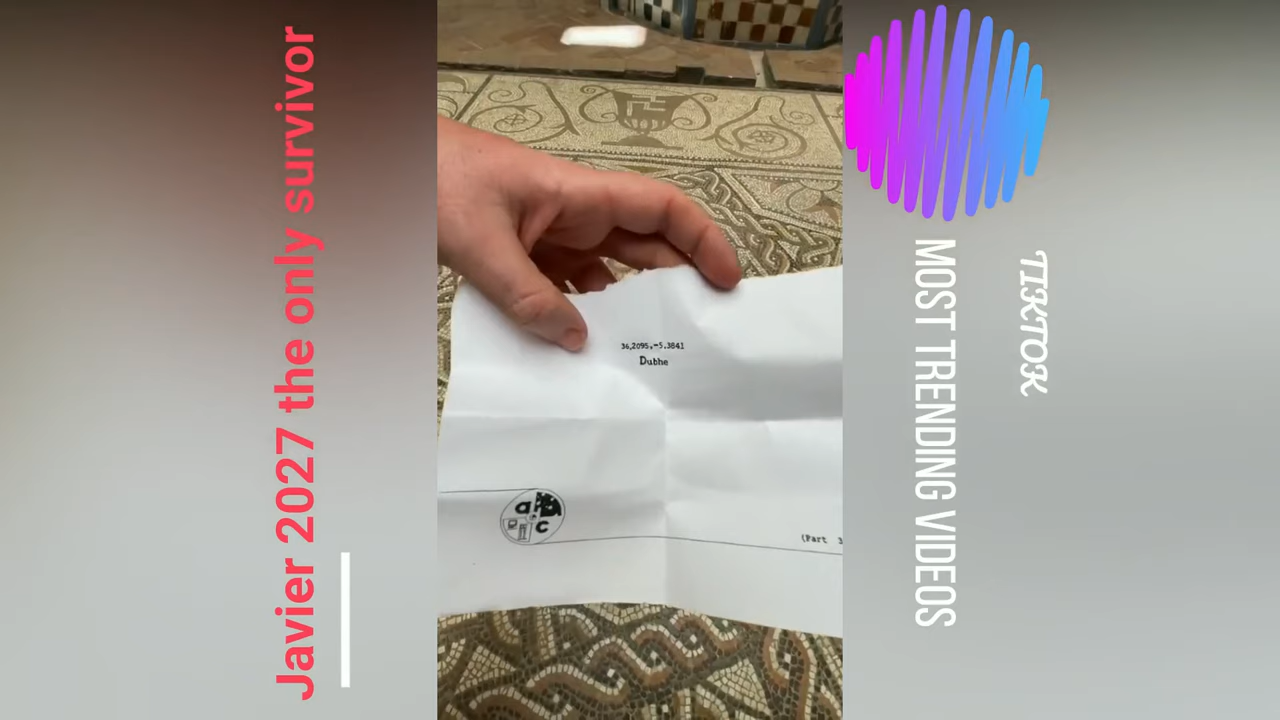 Javier 2027 the only survivor
36,2095,-5.3841
Dubhe
a
c
(Part 3
TIKTOK
MOST TRENDING VIDEOS